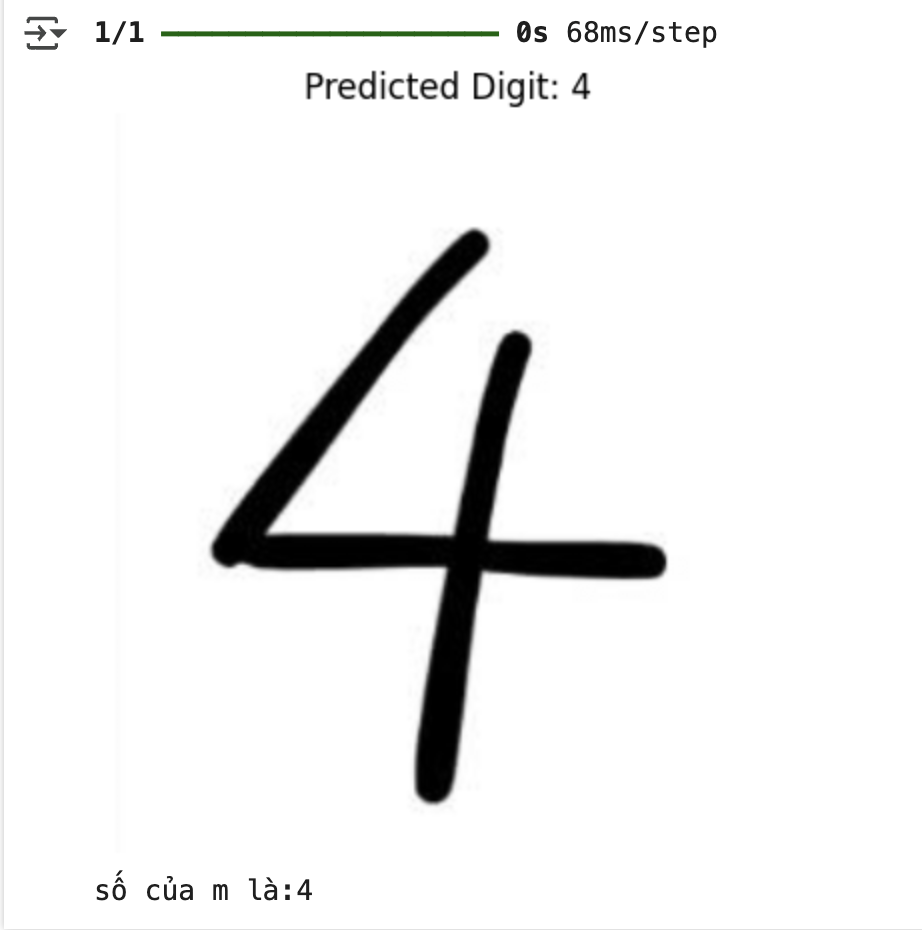 1/1 0s 68ms/step
Predicted Digit: 4
4
số của m là:4